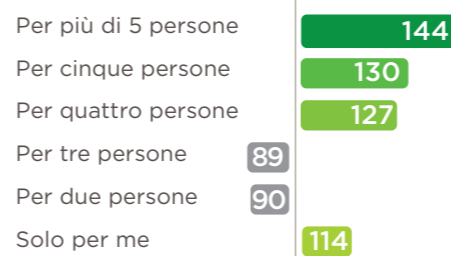 Per più di 5 persone 144
Per cinque persone 130
Per quattro persone 127
Per tre persone 89
Per due persone 90
Solo per me 114